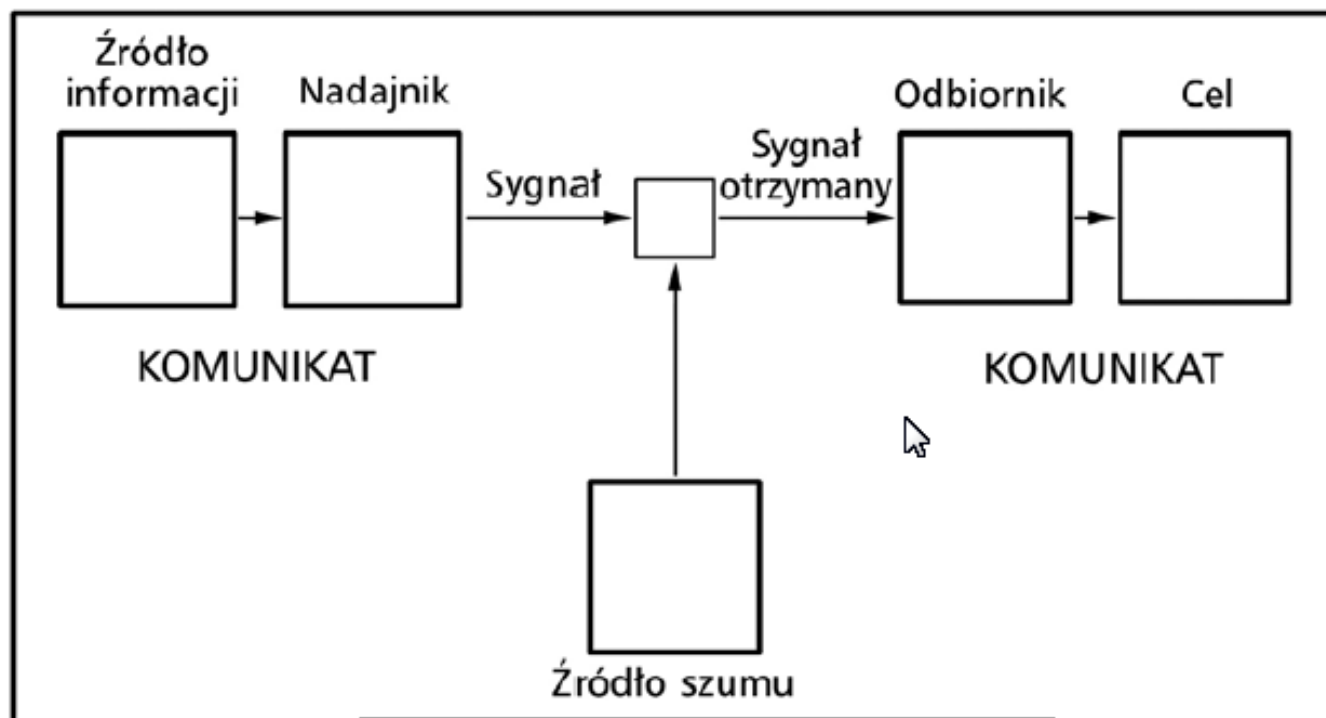 Źródło
informacji
Nadajnik
Sygnał
Sygnał
otrzymany
Odbiornik
Cel
KOMUNIKAT
KOMUNIKAT
Źródło szumu